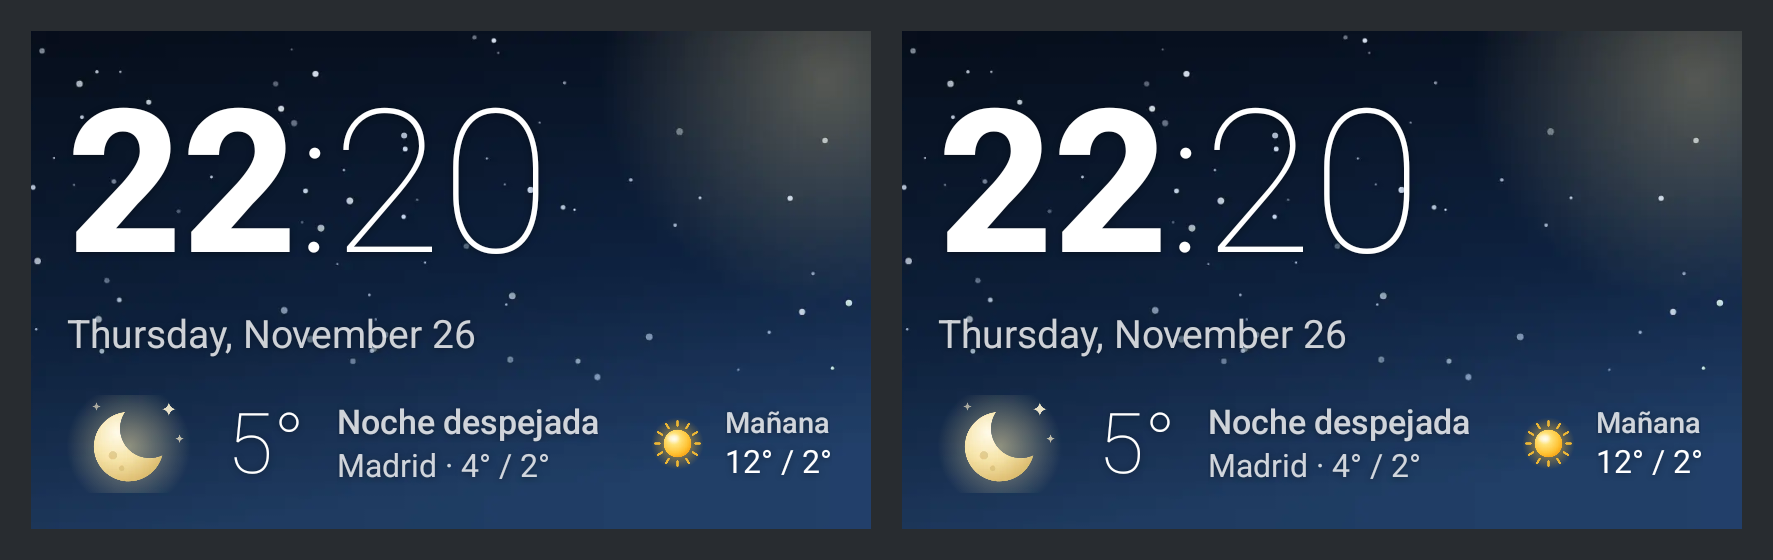 22:20
Thursday, November 26
5°
Noche despejada
Madrid · 4° / 2°
Mañana
12° / 2°
22:20
Thursday, November 26
5°
Noche despejada
Madrid · 4° / 2°
Mañana
12° / 2°